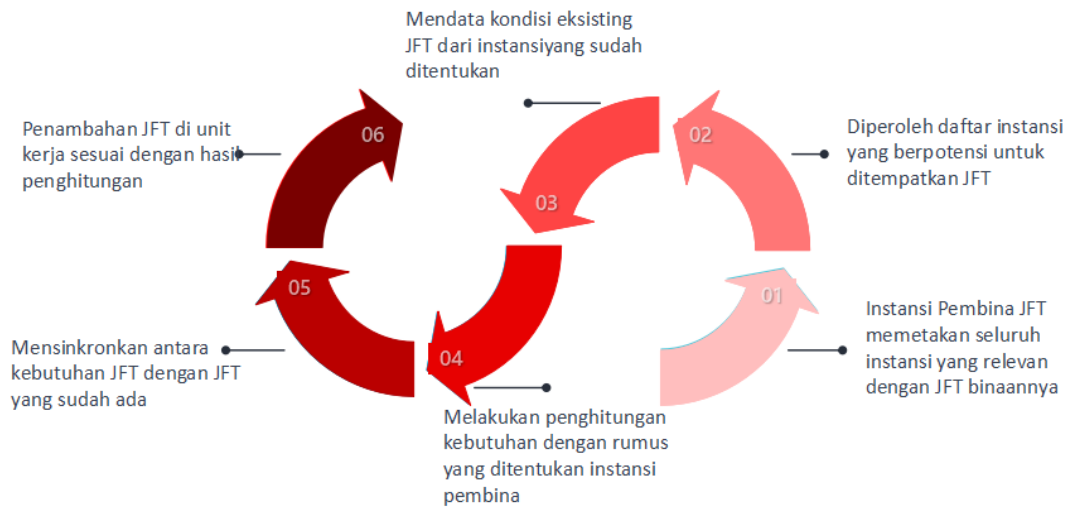 01
Instansi Pembina JFT
memetakan seluruh
instansi yang relevan
dengan JFT binaannya
02
Diperoleh daftar instansi
yang berpotensi untuk
ditempatkan JFT
03
Mendata kondisi eksisting
JFT dari instansiyang sudah
ditentukan
04
Melakukan penghitungan
kebutuhan dengan rumus
yang ditentukan instansi
pembina
05
Mensinkronkan antara
kebutuhan JFT dengan JFT
yang sudah ada
06
Penambahan JFT di unit
kerja sesuai dengan hasil
penghitungan